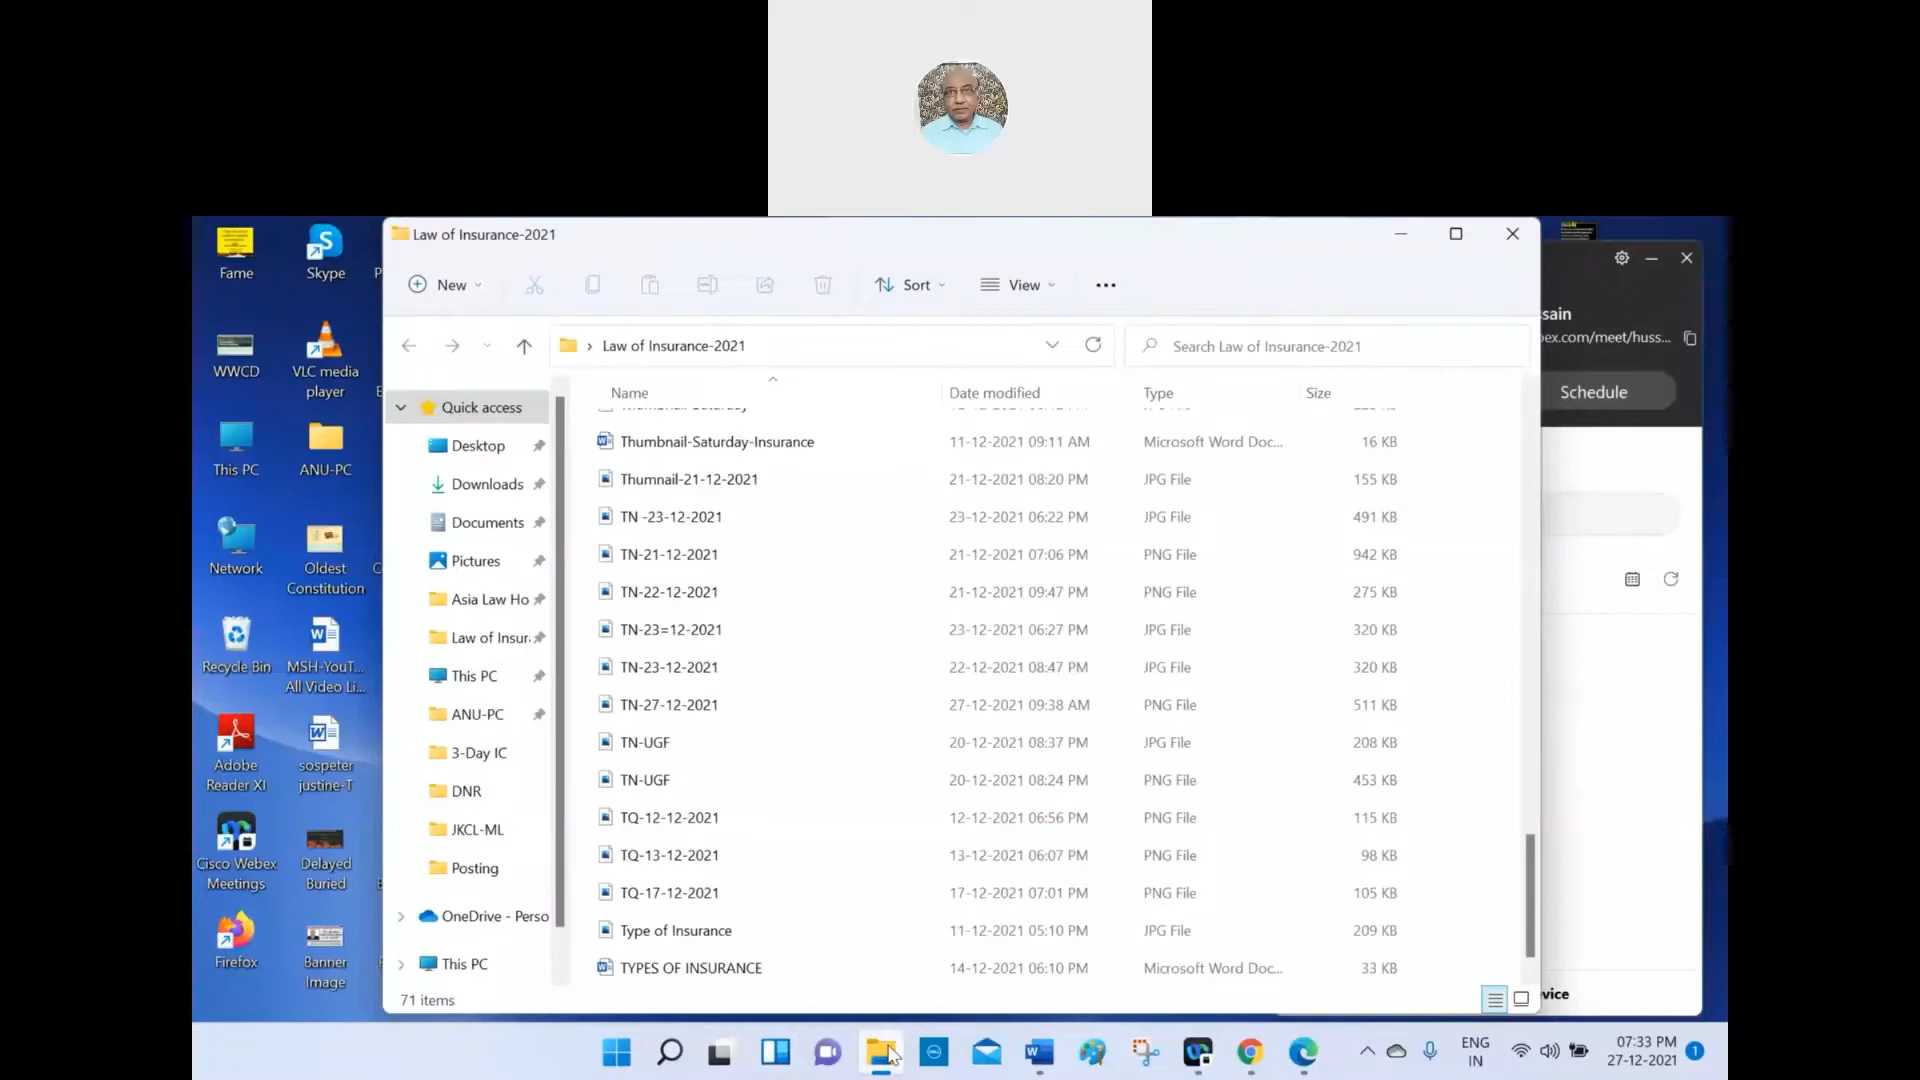 Law of Insurance-2021
New
Sort
View
Law of Insurance-2021
Search Law of Insurance-2021
Name
Date modified
Type
Size
Thumbnail-Saturday-Insurance 11-12-2021 09:11 AM Microsoft Word Doc... 16 KB
Thumnail-21-12-2021 21-12-2021 08:20 PM JPG File 155 KB
TN -23-12-2021 23-12-2021 06:22 PM JPG File 491 KB
TN-21-12-2021 21-12-2021 07:06 PM PNG File 942 KB
TN-22-12-2021 21-12-2021 09:47 PM PNG File 275 KB
TN-23=12-2021 23-12-2021 06:27 PM JPG File 320 KB
TN-23-12-2021 22-12-2021 08:47 PM JPG File 320 KB
TN-27-12-2021 27-12-2021 09:38 AM PNG File 511 KB
TN-UGF 20-12-2021 08:37 PM JPG File 208 KB
TN-UGF 20-12-2021 08:24 PM PNG File 453 KB
TQ-12-12-2021 12-12-2021 06:56 PM PNG File 115 KB
TQ-13-12-2021 13-12-2021 06:07 PM PNG File 98 KB
TQ-17-12-2021 17-12-2021 07:01 PM PNG File 105 KB
Type of Insurance 11-12-2021 05:10 PM JPG File 209 KB
TYPES OF INSURANCE 14-12-2021 06:10 PM Microsoft Word Doc... 33 KB
Quick access
Desktop
Downloads
Documents
Pictures
Asia Law Ho
Law of Insur
This PC
ANU-PC
3-Day IC
DNR
JKCL-ML
Posting
OneDrive - Perso
This PC
71 items
Fame
Skype
WWCD
VLC media
player
This PC
ANU-PC
Network
Oldest
Constitution
Recycle Bin
MSH-YouT...
All Video Li...
Adobe
Reader XI
sospeter
justine-T
Cisco Webex
Meetings
Delayed
Buried
Firefox
Banner
Image
sain
bex.com/meet/huss...
Schedule
vice
ENG
IN
07:33 PM
27-12-2021
1